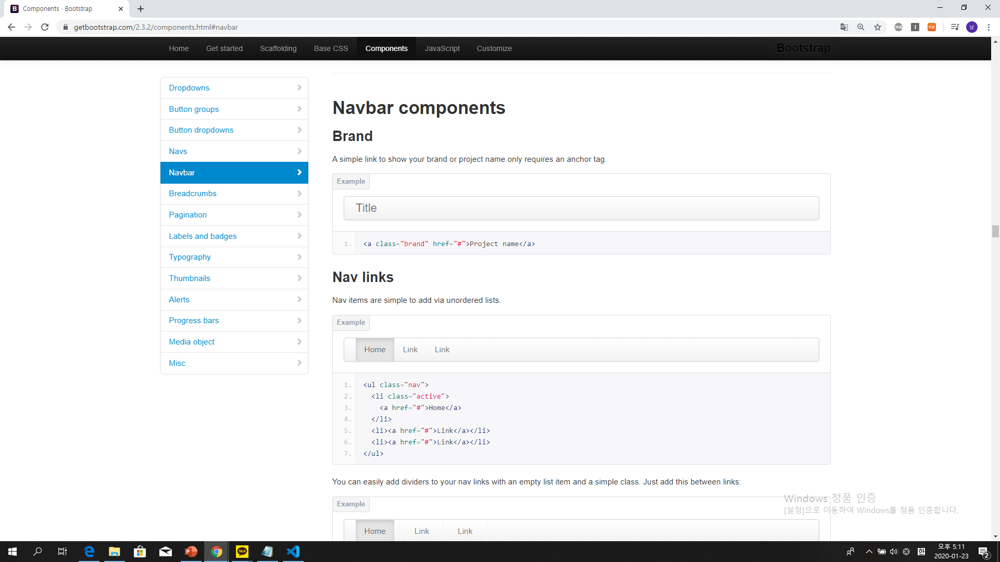 Components · Bootstrap
getbootstrap.com/2.3.2/components.html#navbar
남
Home Get started Scaffolding Base CSS Components JavaScript Customize Bootstrap
Dropdowns
Button groups
Button dropdowns
Navs
Navbar
Breadcrumbs
Pagination
Labels and badges
Typography
Thumbnails
Alerts
Progress bars
Media object
Misc
Navbar components
Brand
A simple link to show your brand or project name only requires an anchor tag.
Example
Title
1. <a class="brand" href="#">Project name</a>
Nav links
Nav items are simple to add via unordered lists.
Example
Home Link Link
1. <ul class="nav">
2. <li class="active">
3. <a href="#">Home</a>
4. </li>
5. <li><a href="#">Link</a></li>
6. <li><a href="#">Link</a></li>
7. </ul>
You can easily add dividers to your nav links with an empty list item and a simple class. Just add this between links:
Example
Home Link Link
Windows 정품 인증
[설정]으로 이동하여 Windows를 정품 인증합니다.
TALK
한
오후 5:11
2020-01-23
2